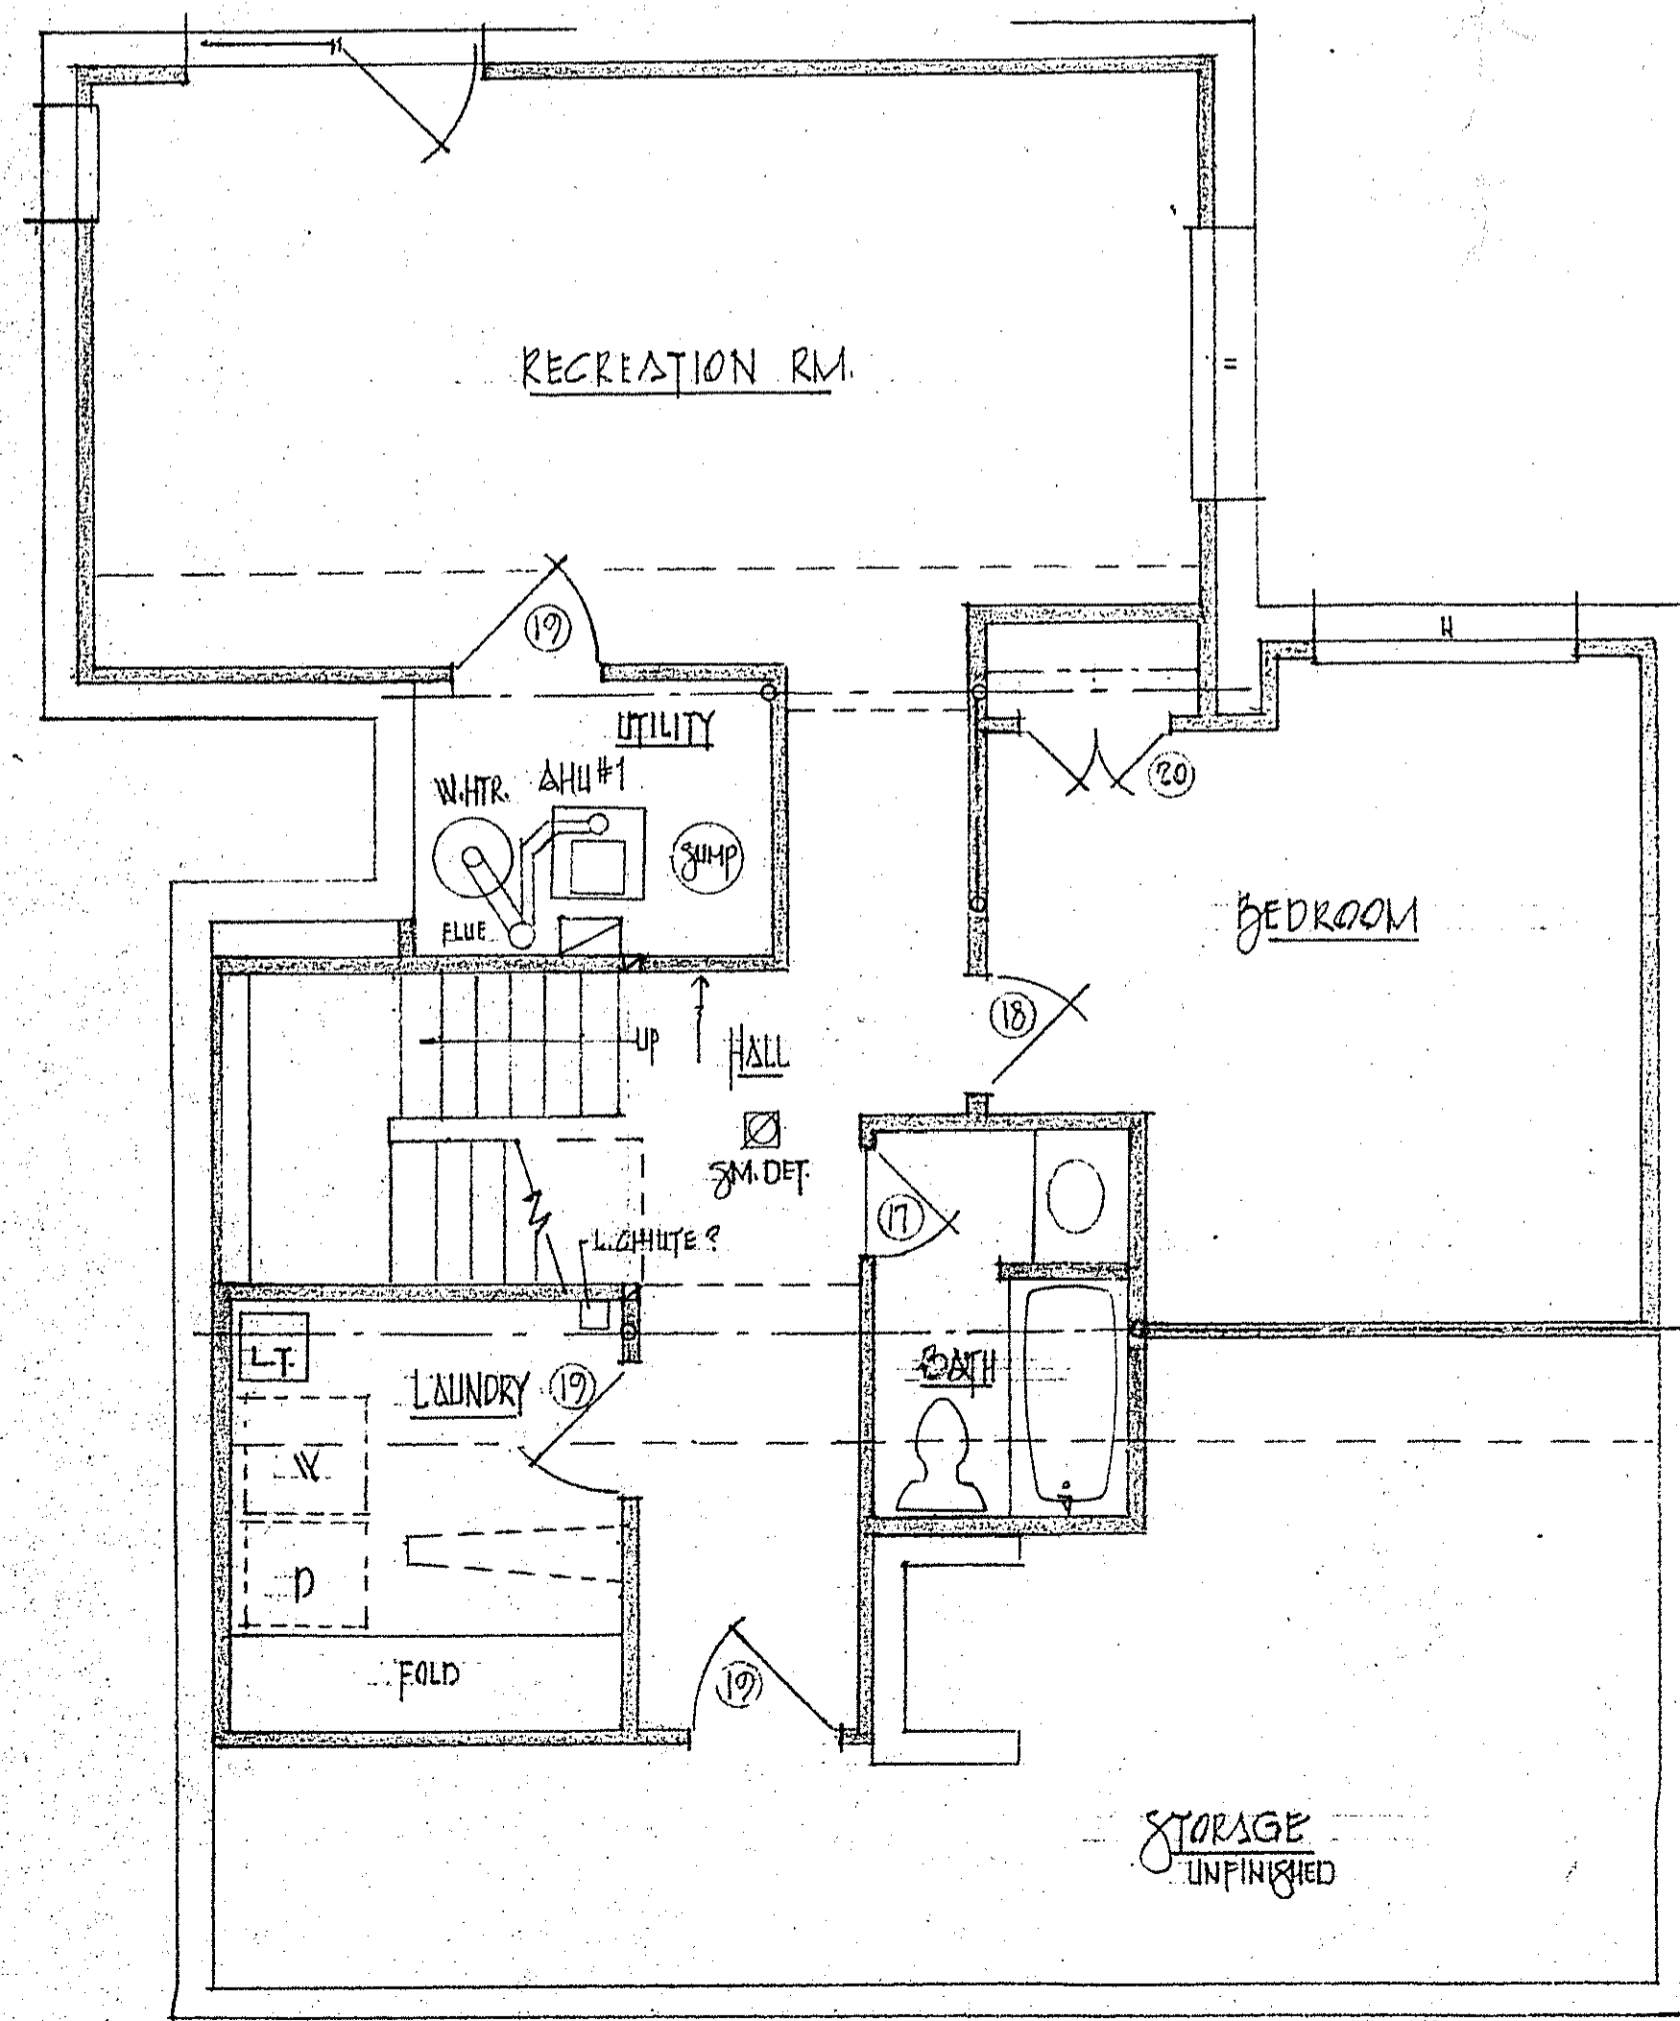 RECREATION RM.
=
19
H
UTILITY
W.HTR.
AHU #1
20
SUMP
FLUE
BEDROOM
18
UP
HALL
SM. DET.
17
L.CHUTE ?
L.T.
LAUNDRY
19
BATH
W
D
FOLD
19
STORAGE
UNFINISHED